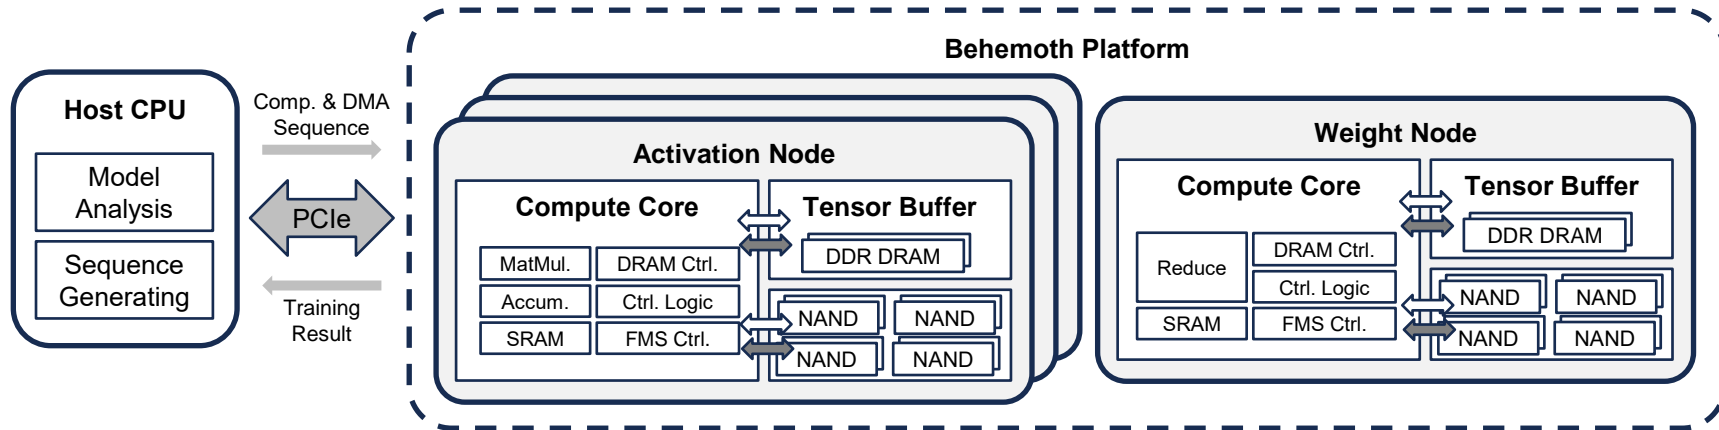 Behemoth Platform
Host CPU
Model
Analysis
Sequence
Generating
Comp. & DMA
Sequence
PCIe
Training
Result
Activation Node
Compute Core
MatMul.
DRAM Ctrl.
Accum.
Ctrl. Logic
SRAM
FMS Ctrl.
Tensor Buffer
DDR DRAM
NAND
NAND
NAND
NAND
Weight Node
Compute Core
Reduce
DRAM Ctrl.
Ctrl. Logic
SRAM
FMS Ctrl.
Tensor Buffer
DDR DRAM
NAND
NAND
NAND
NAND